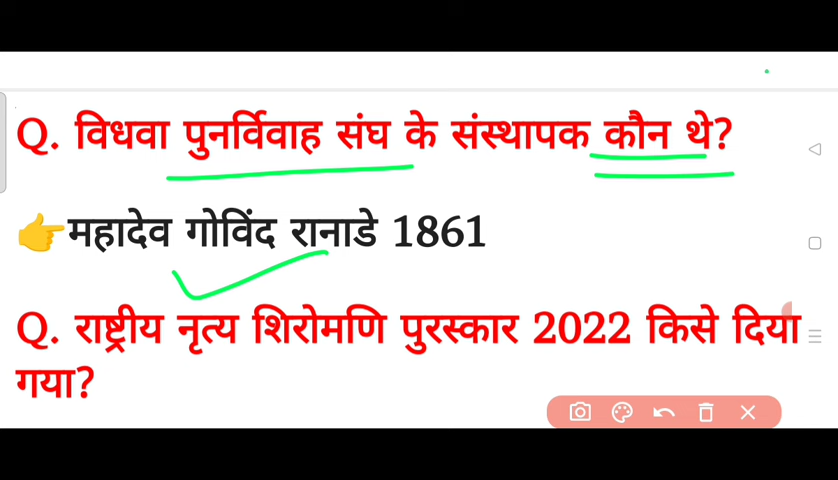 Q. विधवा पुनर्विवाह संघ के संस्थापक कौन थे?
👉महादेव गोविंद रानाडे 1861
Q. राष्ट्रीय नृत्य शिरोमणि पुरस्कार 2022 किसे दिया
गया?